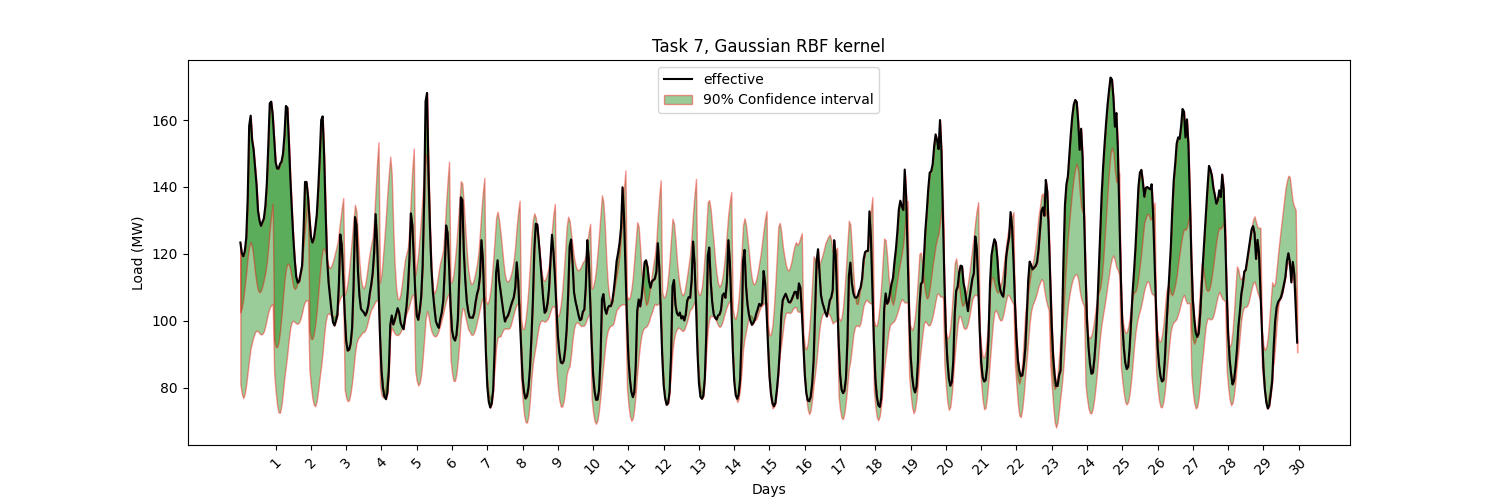 Task 7, Gaussian RBF kernel
effective
90% Confidence interval
Load (MW)
160
140
120
100
80
1 2 3 4 5 6 7 8 9 10 11 12 13 14 15 16 17 18 19 20 21 22 23 24 25 26 27 28 29 30
Days